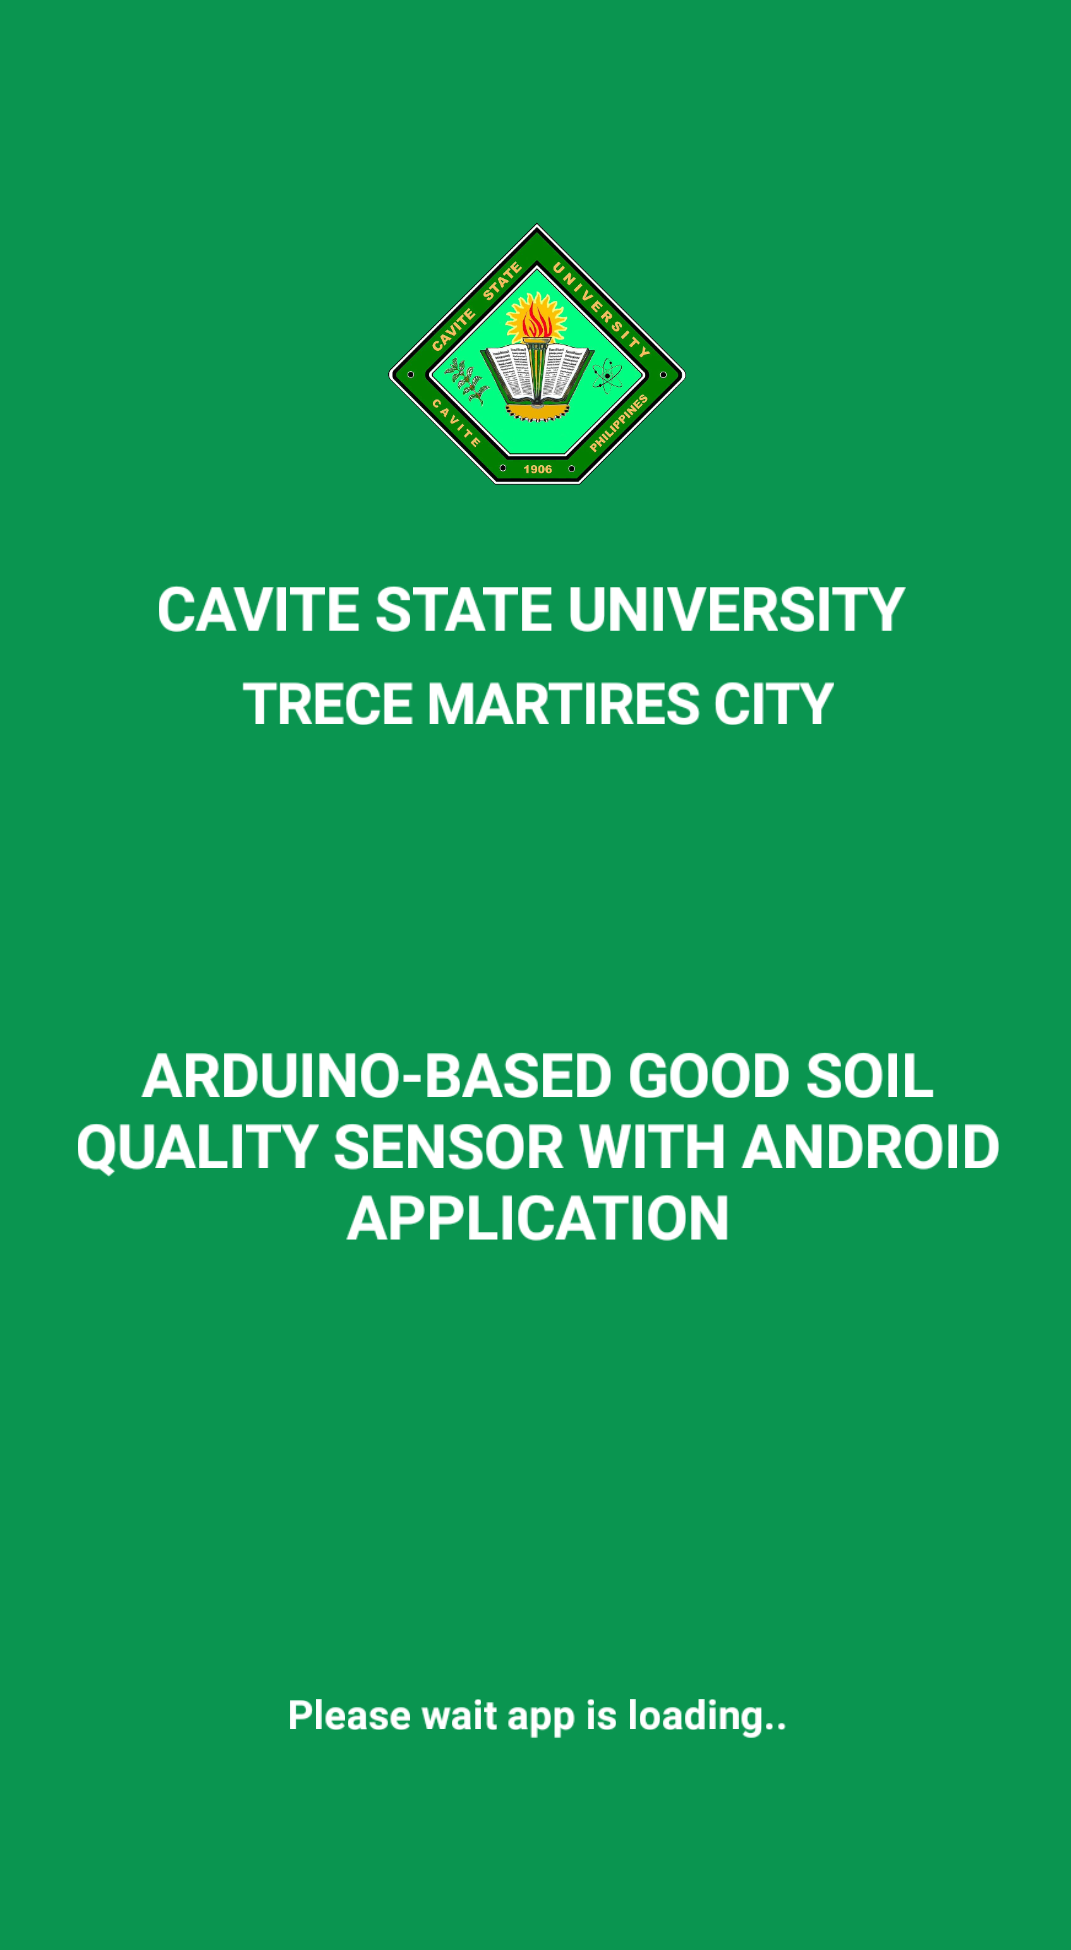 CAVITE STATE UNIVERSITY
CAVITE 1906 PHILIPPINES
CAVITE STATE UNIVERSITY
TRECE MARTIRES CITY
ARDUINO-BASED GOOD SOIL
QUALITY SENSOR WITH ANDROID
APPLICATION
Please wait app is loading..